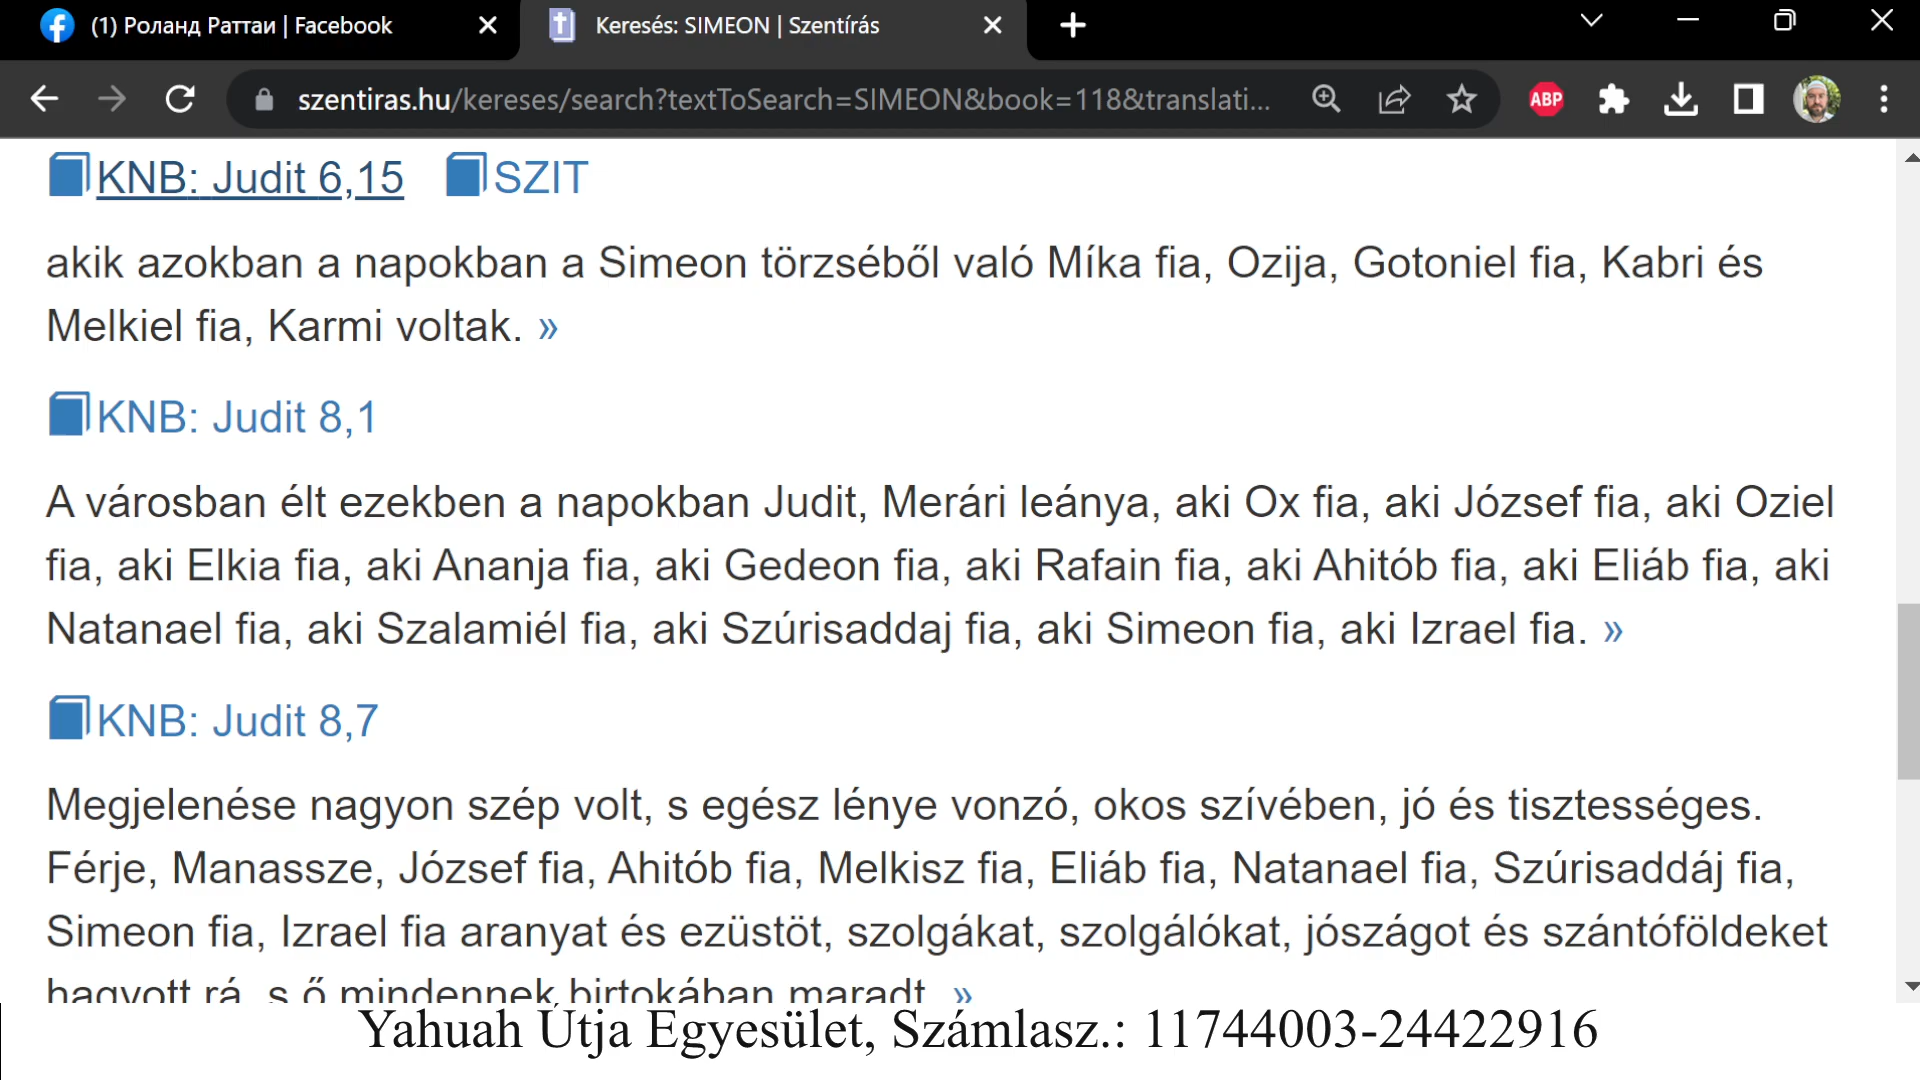 (1) Роланд Раттаи | Facebook
Keresés: SIMEON | Szentírás
szentiras.hu/kereses/search?textToSearch=SIMEON&book=118&translati...
ABP
KNB: Judit 6,15 SZIT
akik azokban a napokban a Simeon törzséből való Míka fia, Ozija, Gotoniel fia, Kabri és
Melkiel fia, Karmi voltak. »
KNB: Judit 8,1
A városban élt ezekben a napokban Judit, Merári leánya, aki Ox fia, aki József fia, aki Oziel
fia, aki Elkia fia, aki Ananja fia, aki Gedeon fia, aki Rafain fia, aki Ahitób fia, aki Eliáb fia, aki
Natanael fia, aki Szalamiél fia, aki Szúrisaddaj fia, aki Simeon fia, aki Izrael fia. »
KNB: Judit 8,7
Megjelenése nagyon szép volt, s egész lénye vonzó, okos szívében, jó és tisztességes.
Férje, Manassze, József fia, Ahitób fia, Melkisz fia, Eliáb fia, Natanael fia, Szúrisaddáj fia,
Simeon fia, Izrael fia aranyat és ezüstöt, szolgákat, szolgálókat, jószágot és szántóföldeket
hagyott rá, s ő mindennek birtokában maradt. »
Yahuah Útja Egyesület, Számlasz.: 11744003-24422916